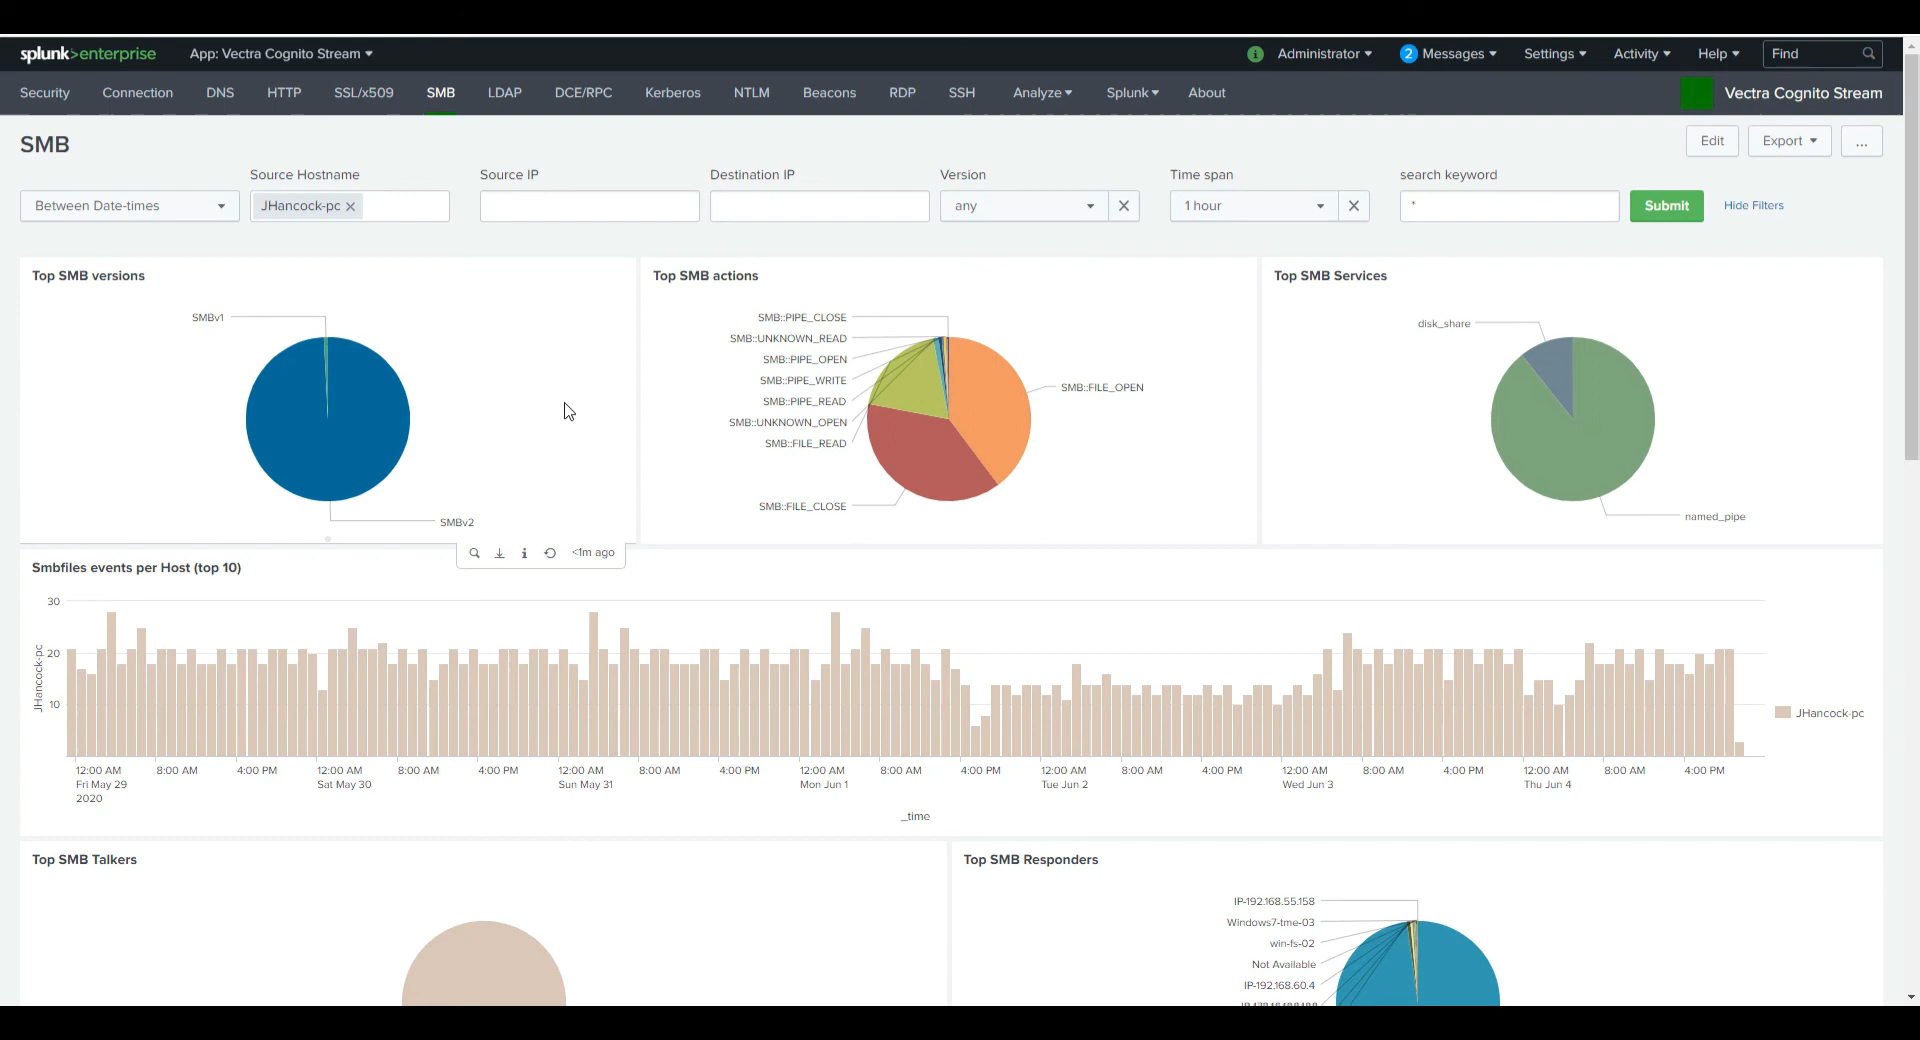 splunk>enterprise App: Vectra Cognito Stream
i Administrator 2 Messages Settings Activity Help Find
Security Connection DNS HTTP SSL/x509 SMB LDAP DCE/RPC Kerberos NTLM Beacons RDP SSH Analyze Splunk About Vectra Cognito Stream
SMB
Edit Export ...
Source Hostname Source IP Destination IP Version Time span search keyword
Between Date-times JHancock-pc any 1 hour * Submit Hide Filters
Top SMB versions
SMBv1
SMBv2
Top SMB actions
SMB::PIPE_CLOSE
SMB::UNKNOWN_READ
SMB::PIPE_OPEN
SMB::PIPE_WRITE
SMB::PIPE_READ
SMB::UNKNOWN_OPEN
SMB::FILE_READ
SMB::FILE_CLOSE
SMB::FILE_OPEN
Top SMB Services
disk_share
named_pipe
i <1m ago
Smbfiles events per Host (top 10)
30
20
10
JHancock-pc
JHancock-pc
12:00 AM 8:00 AM 4:00 PM 12:00 AM 8:00 AM 4:00 PM 12:00 AM 8:00 AM 4:00 PM 12:00 AM 8:00 AM 4:00 PM 12:00 AM 8:00 AM 4:00 PM 12:00 AM 8:00 AM 4:00 PM 12:00 AM 8:00 AM 4:00 PM
Fri May 29 Sat May 30 Sun May 31 Mon Jun 1 Tue Jun 2 Wed Jun 3 Thu Jun 4
2020
_time
Top SMB Talkers
Top SMB Responders
IP-192.168.55.158
Windows7-tme-03
win-fs-02
Not Available
IP-192.168.60.4